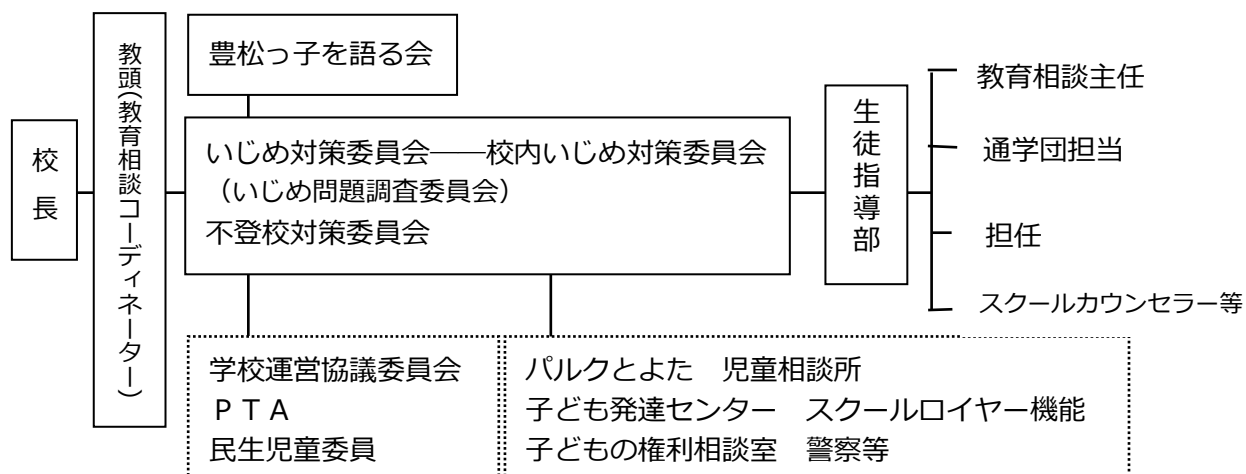 校長
教頭(教育相談コーディネーター)
豊松っ子を語る会
いじめ対策委員会――校内いじめ対策委員会
(いじめ問題調査委員会)
不登校対策委員会
生徒指導部
教育相談主任
通学団担当
担任
スクールカウンセラー等
学校運営協議委員会
ＰＴＡ
民生児童委員
パルクとよた　児童相談所
子ども発達センター　スクールロイヤー機能
子どもの権利相談室　警察等